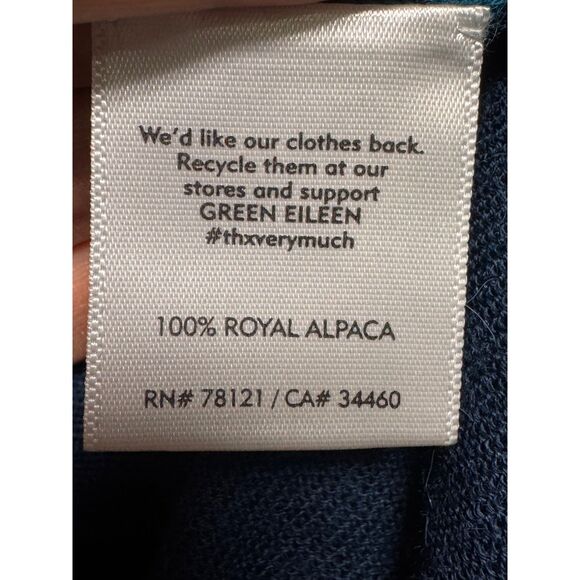 We'd like our clothes back.
Recycle them at our
stores and support
GREEN EILEEN
#thxverymuch
100% ROYAL ALPACA
RN# 78121 / CA# 34460